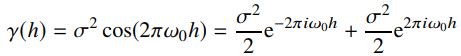 γ(h) = σ² cos(2πω₀h) = σ²/2 e^{-2πiω₀h} + σ²/2 e^{2πiω₀h}